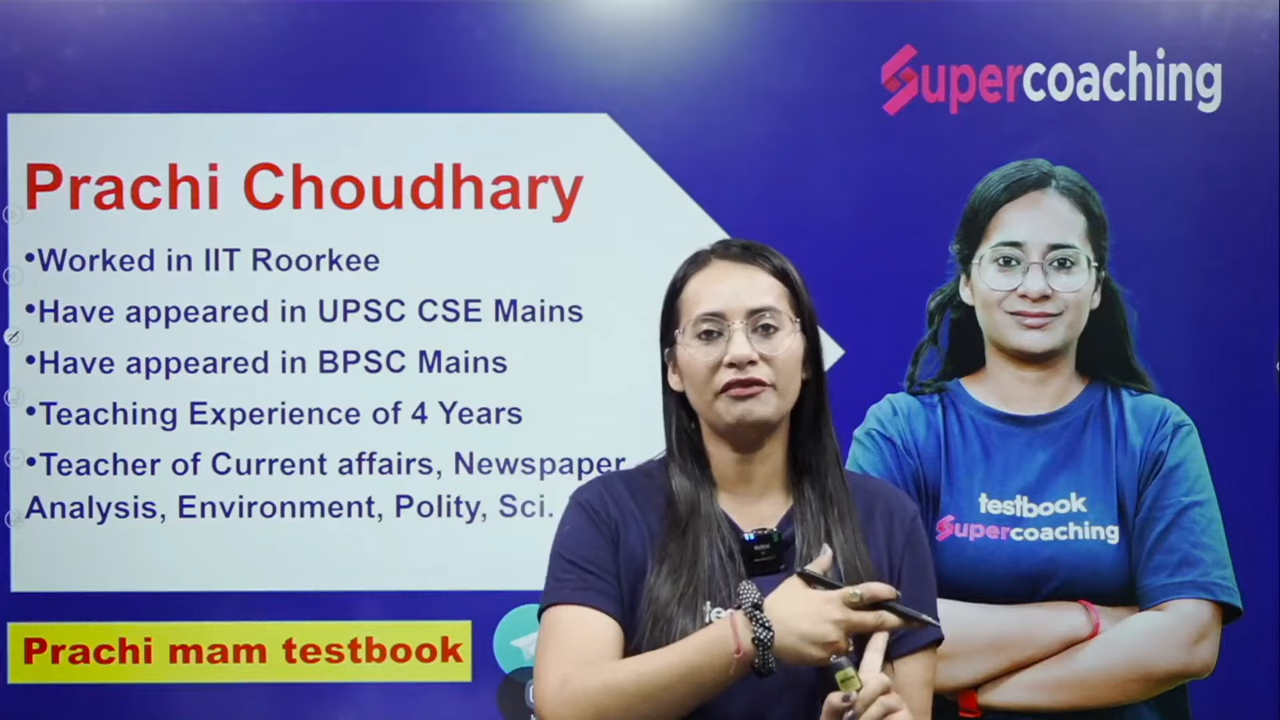 Supercoaching
Prachi Choudhary
•Worked in IIT Roorkee
•Have appeared in UPSC CSE Mains
•Have appeared in BPSC Mains
•Teaching Experience of 4 Years
•Teacher of Current affairs, Newspaper
Analysis, Environment, Polity, Sci.
testbook
Supercoaching
Prachi mam testbook